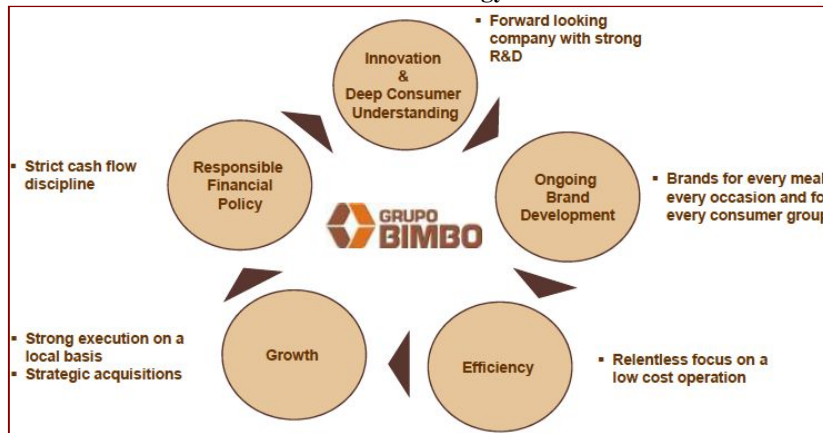 Forward looking
company with strong
R&D
Innovation
&
Deep Consumer
Understanding
Strict cash flow
discipline
Responsible
Financial
Policy
Ongoing
Brand
Development
Brands for every meal
every occasion and fo
every consumer group
GRUPO
BIMBO
Strong execution on a
local basis
Strategic acquisitions
Growth
Efficiency
Relentless focus on a
low cost operation